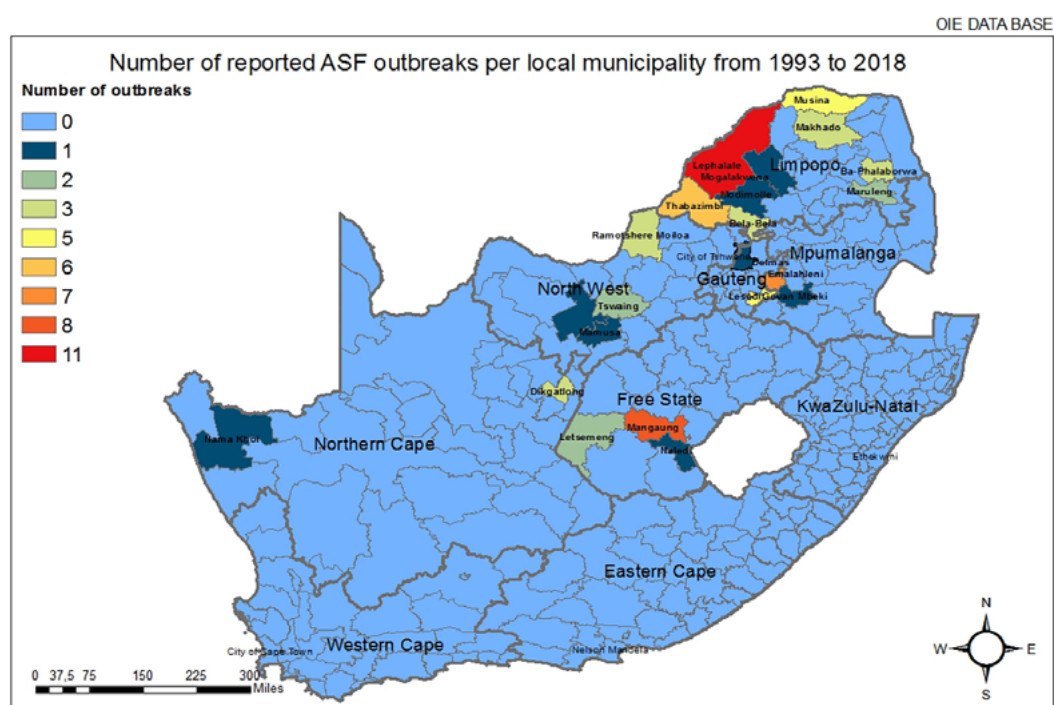 OIE DATA BASE
Number of reported ASF outbreaks per local municipality from 1993 to 2018
Number of outbreaks
0
1
2
3
5
6
7
8
11
Musina
Makhado
Limpopo
Lephalale
Mogalakwena
Modimolle
Ba-Phalaborwa
Maruleng
Thabazimbi
Bela-Bela
Ramotshere Moiloa
City of Tshwane
Delmas
Mpumalanga
Emalahleni
Gauteng
Lesedi
Govan Mbeki
North West
Tswaing
Mamusa
Dikgatlong
Free State
KwaZulu-Natal
Mangaung
Letsemeng
Naledi
Nama Khoi
Northern Cape
Ethekwini
Eastern Cape
Western Cape
City of Cape Town
Nelson Mandela
0 37,5 75 150 225 300
Miles
N
W E
S